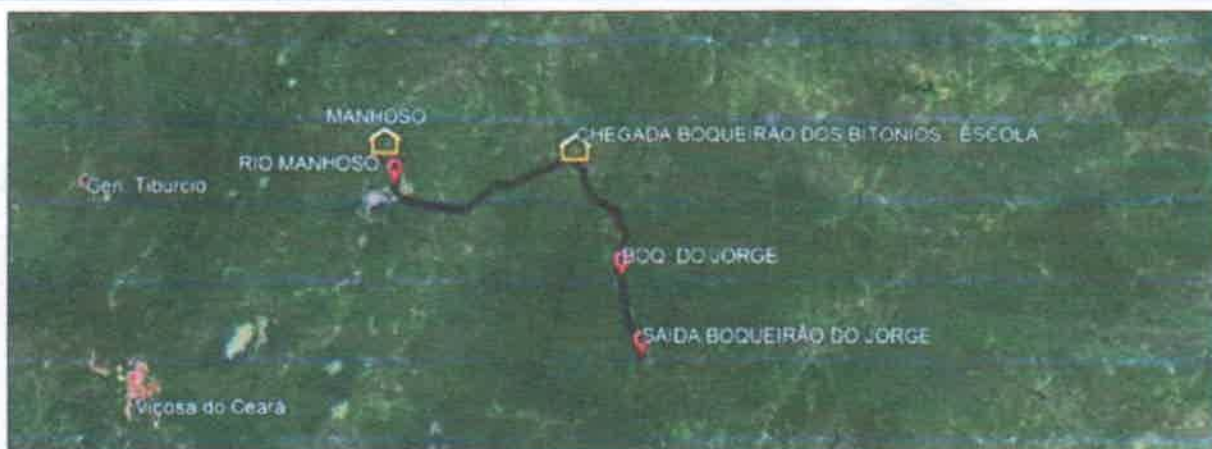 MANHOSO
CHEGADA BOQUEIRÃO DOS BITONIOS ESCOLA
RIO MANHOSO
Gen. Tiburcio
BOQ. DO JORGE
SAIDA BOQUEIRÃO DO JORGE
Viçosa do Ceará